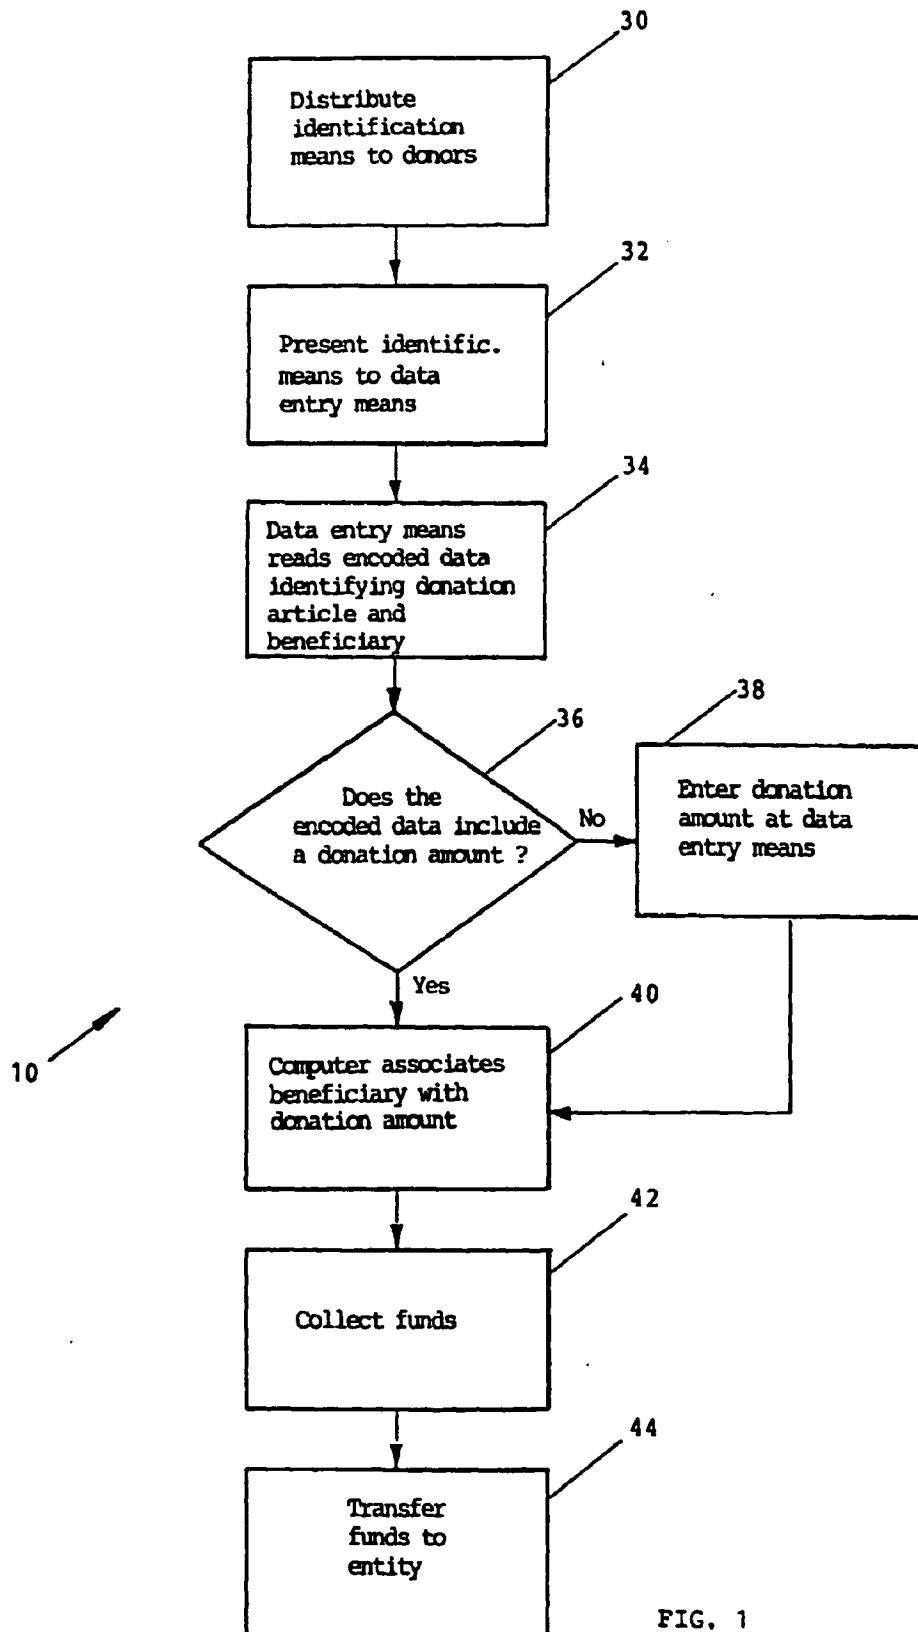 30
Distribute
identification
means to donors
32
Present identific.
means to data
entry means
34
Data entry means
reads encoded data
identifying donation
article and
beneficiary
36
Does the
encoded data include
a donation amount ?
No
38
Enter donation
amount at data
entry means
Yes
40
Computer associates
beneficiary with
donation amount
10
42
Collect funds
44
Transfer
funds to
entity
FIG. 1